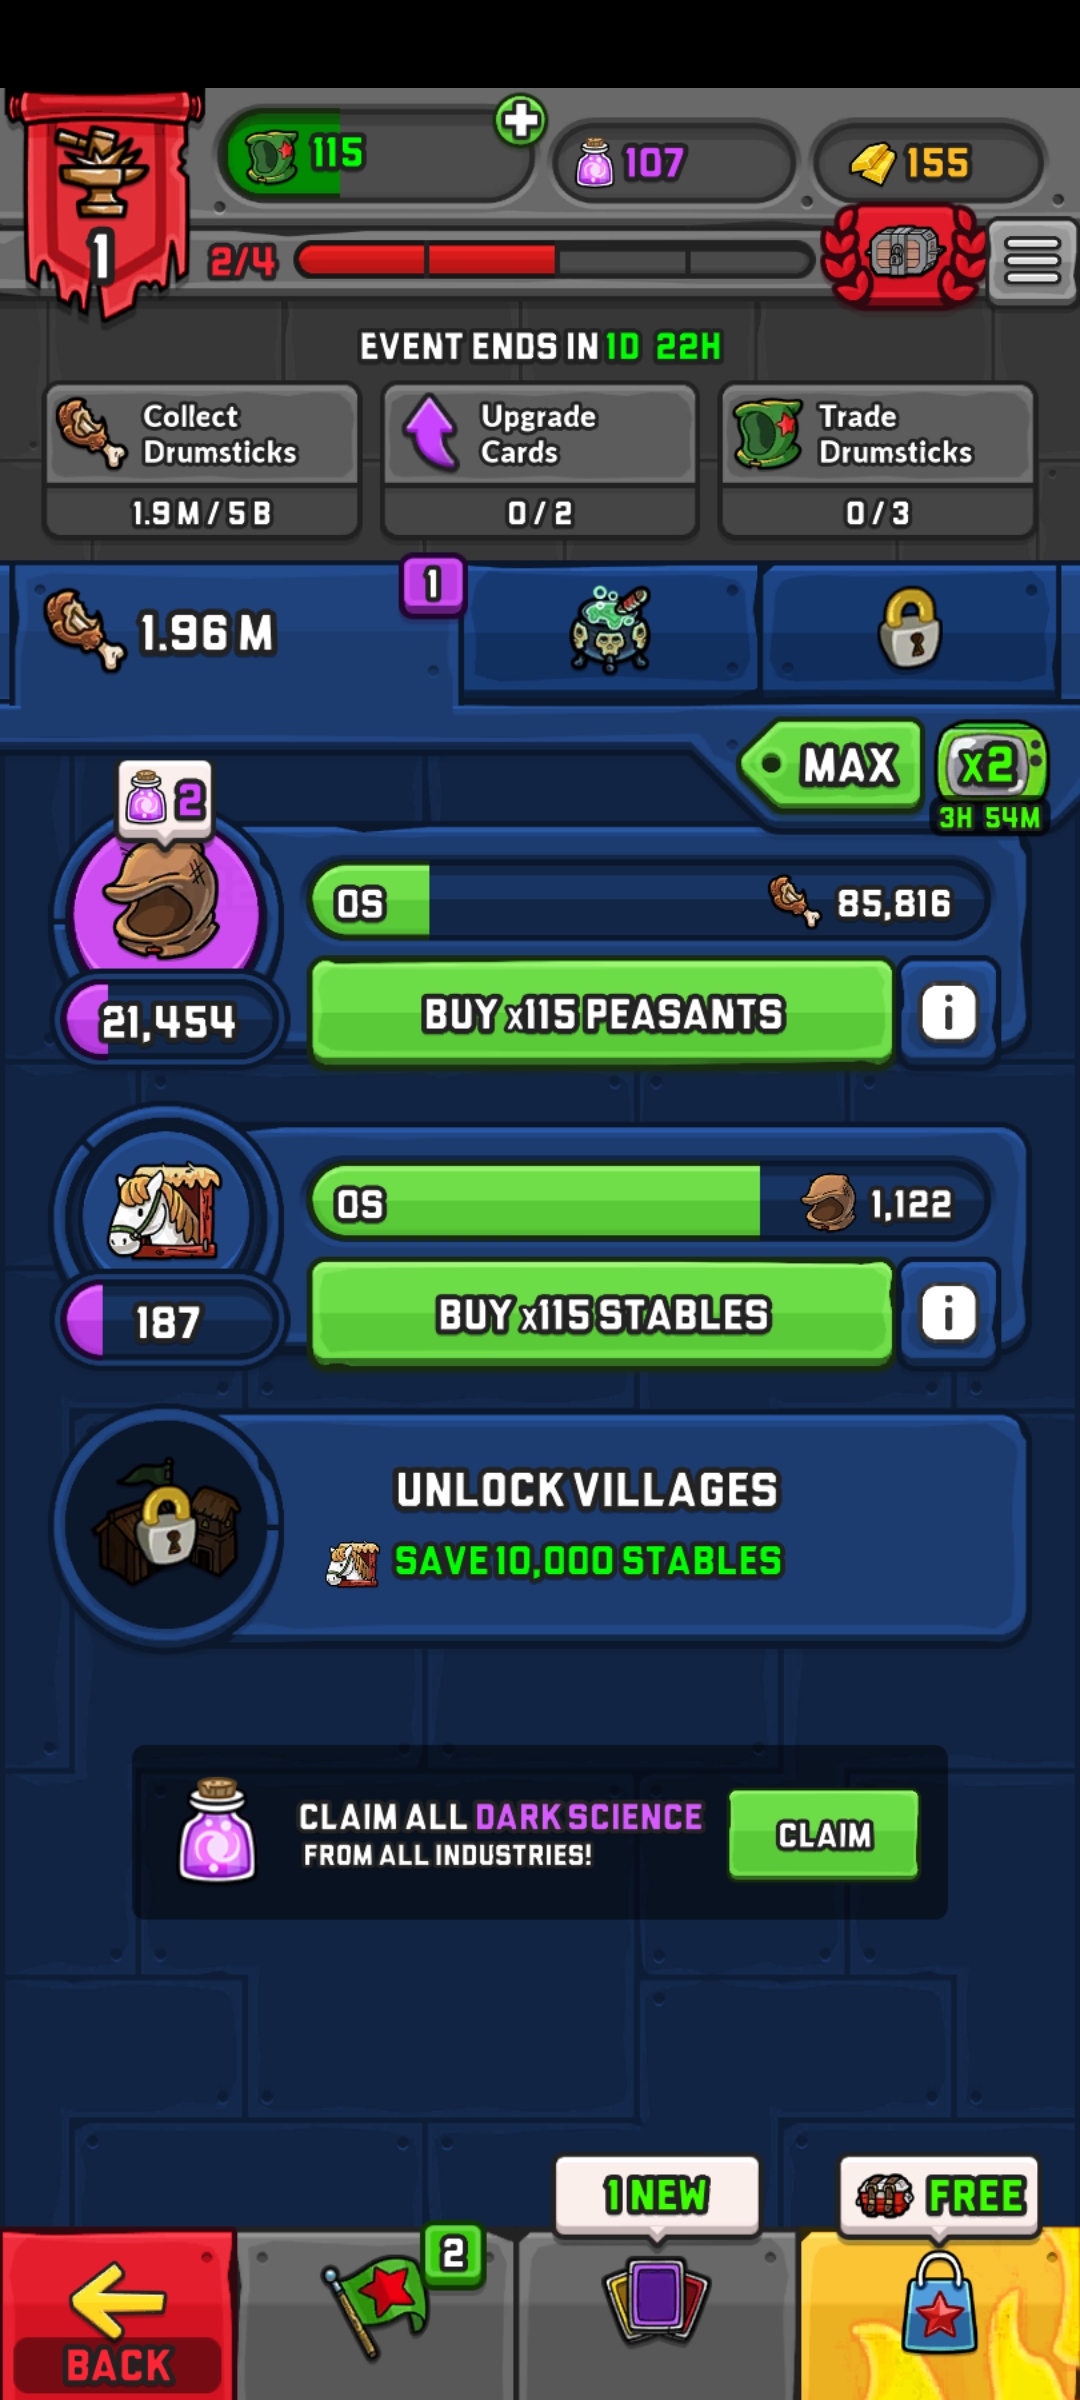 115
107
155
1
2/4
EVENT ENDS IN 1D 22H
Collect
Drumsticks
1.9 M / 5 B
Upgrade
Cards
0 / 2
Trade
Drumsticks
0 / 3
1.96 M
1
MAX
x2
3H 54M
2
0S
85,816
21,454
BUY x115 PEASANTS
i
0S
1,122
187
BUY x115 STABLES
i
UNLOCK VILLAGES
SAVE 10,000 STABLES
CLAIM ALL DARK SCIENCE
FROM ALL INDUSTRIES!
CLAIM
1 NEW
FREE
2
BACK